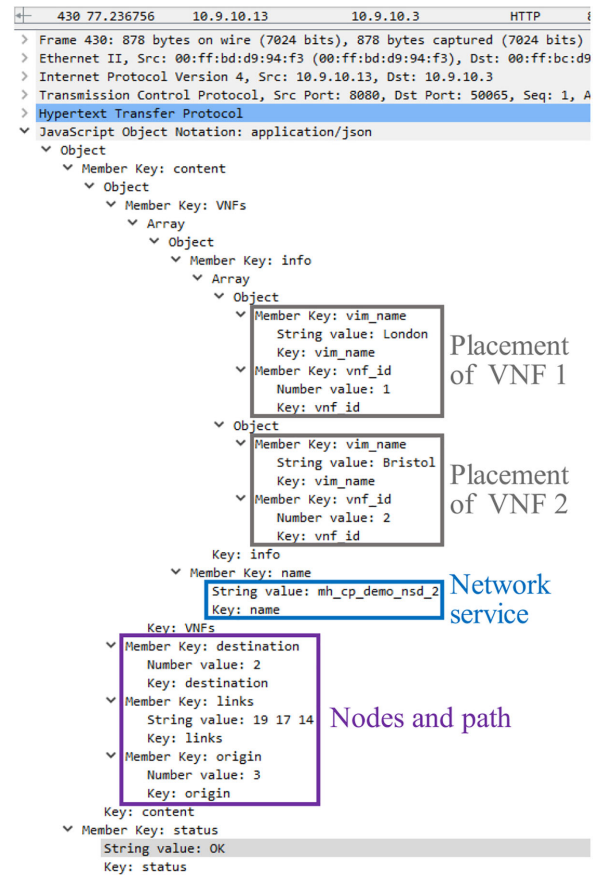 430 77.236756 10.9.10.13 10.9.10.3 HTTP
Frame 430: 878 bytes on wire (7024 bits), 878 bytes captured (7024 bits)
Ethernet II, Src: 00:ff:bd:d9:94:f3 (00:ff:bd:d9:94:f3), Dst: 00:ff:bc:d9
Internet Protocol Version 4, Src: 10.9.10.13, Dst: 10.9.10.3
Transmission Control Protocol, Src Port: 8080, Dst Port: 50065, Seq: 1, A
Hypertext Transfer Protocol
JavaScript Object Notation: application/json
Object
Member Key: content
Object
Member Key: VNFs
Array
Object
Member Key: info
Array
Object
Member Key: vim_name
String value: London
Key: vim_name
Member Key: vnf_id
Number value: 1
Key: vnf_id
Placement
of VNF 1
Object
Member Key: vim_name
String value: Bristol
Key: vim_name
Member Key: vnf_id
Number value: 2
Key: vnf_id
Placement
of VNF 2
Key: info
Member Key: name
String value: mh_cp_demo_nsd_2
Key: name
Network
service
Key: VNFs
Member Key: destination
Number value: 2
Key: destination
Member Key: links
String value: 19 17 14
Key: links
Member Key: origin
Number value: 3
Key: origin
Nodes and path
Key: content
Member Key: status
String value: OK
Key: status